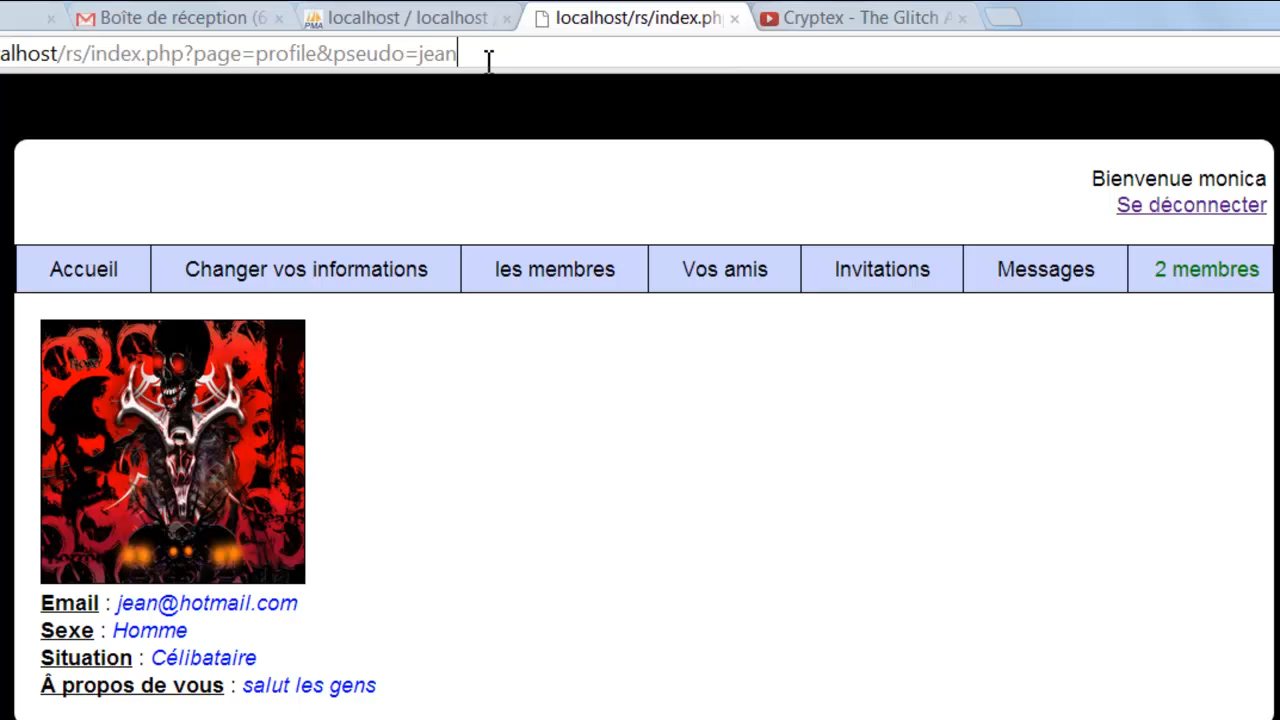 Boîte de réception (6
localhost / localhost
localhost/rs/index.ph
Cryptex - The Glitch
alhost/rs/index.php?page=profile&pseudo=jean
Bienvenue monica
Se déconnecter
Accueil
Changer vos informations
les membres
Vos amis
Invitations
Messages
2 membres
Email : jean@hotmail.com
Sexe : Homme
Situation : Célibataire
Â propos de vous : salut les gens